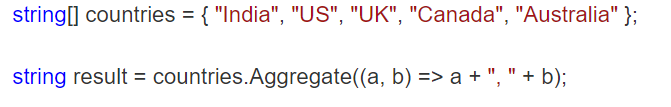 string[] countries = { "India", "US", "UK", "Canada", "Australia" };
string result = countries.Aggregate((a, b) => a + ", " + b);